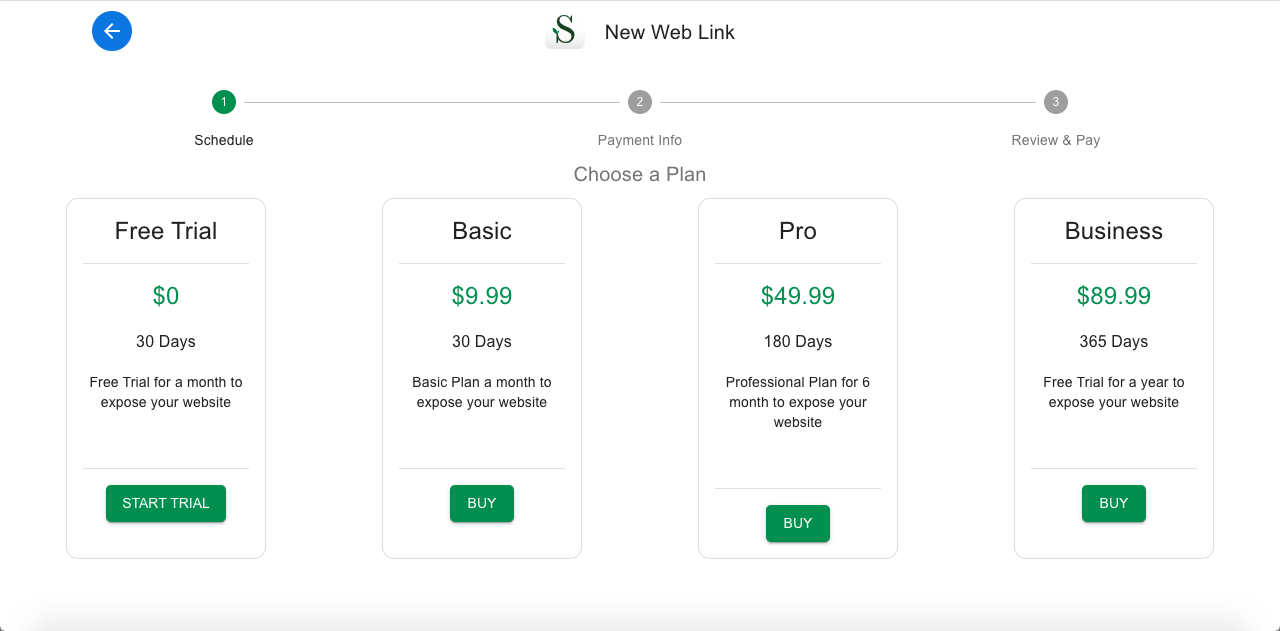 S
New Web Link
1
2
3
Schedule
Payment Info
Review & Pay
Choose a Plan
Free Trial
$0
30 Days
Free Trial for a month to
expose your website
START TRIAL
Basic
$9.99
30 Days
Basic Plan a month to
expose your website
BUY
Pro
$49.99
180 Days
Professional Plan for 6
month to expose your
website
BUY
Business
$89.99
365 Days
Free Trial for a year to
expose your website
BUY